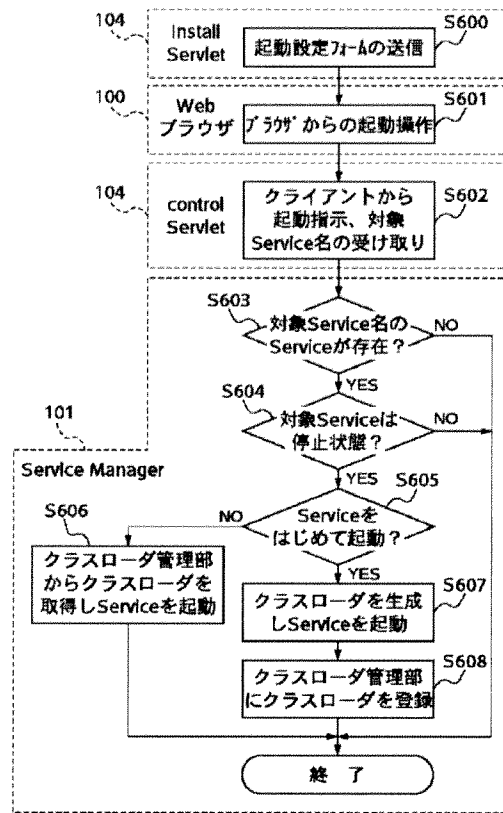 104
Install
Servlet
S600
起動設定フォームの送信
100
Web
ブラウザ
S601
ブラウザからの起動操作
104
control
Servlet
S602
クライアントから
起動指示、対象
Service名の受け取り
101
Service Manager
S603
対象Service名の
Serviceが存在?
NO
YES
S604
対象Serviceは
停止状態?
NO
YES
S605
Serviceを
はじめて起動?
NO
YES
S606
クラスローダ管理部
からクラスローダを
取得しServiceを起動
S607
クラスローダを生成
しServiceを起動
S608
クラスローダ管理部
にクラスローダを登録
終 了